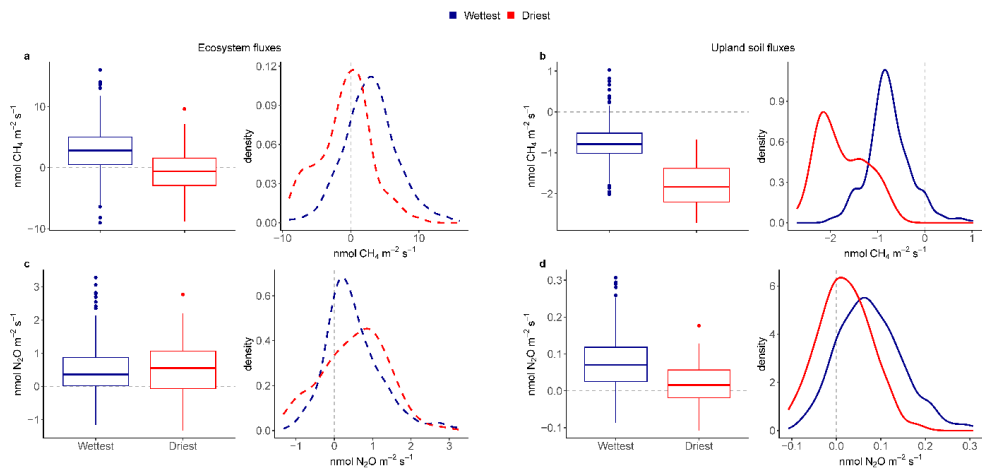 Wettest Driest
Ecosystem fluxes
Upland soil fluxes
a
nmol CH₄ m⁻² s⁻¹
10
0
−10
density
0.12
0.09
0.06
0.03
0.00
−10 0 10
nmol CH₄ m⁻² s⁻¹
b
nmol CH₄ m⁻² s⁻¹
1
0
−1
−2
density
0.9
0.6
0.3
0.0
−2 −1 0 1
nmol CH₄ m⁻² s⁻¹
c
nmol N₂O m⁻² s⁻¹
3
2
1
0
−1
Wettest Driest
density
0.6
0.4
0.2
0.0
−1 0 1 2 3
nmol N₂O m⁻² s⁻¹
d
nmol N₂O m⁻² s⁻¹
0.3
0.2
0.1
0.0
−0.1
Wettest Driest
density
6
4
2
0
−0.1 0.0 0.1 0.2 0.3
nmol N₂O m⁻² s⁻¹